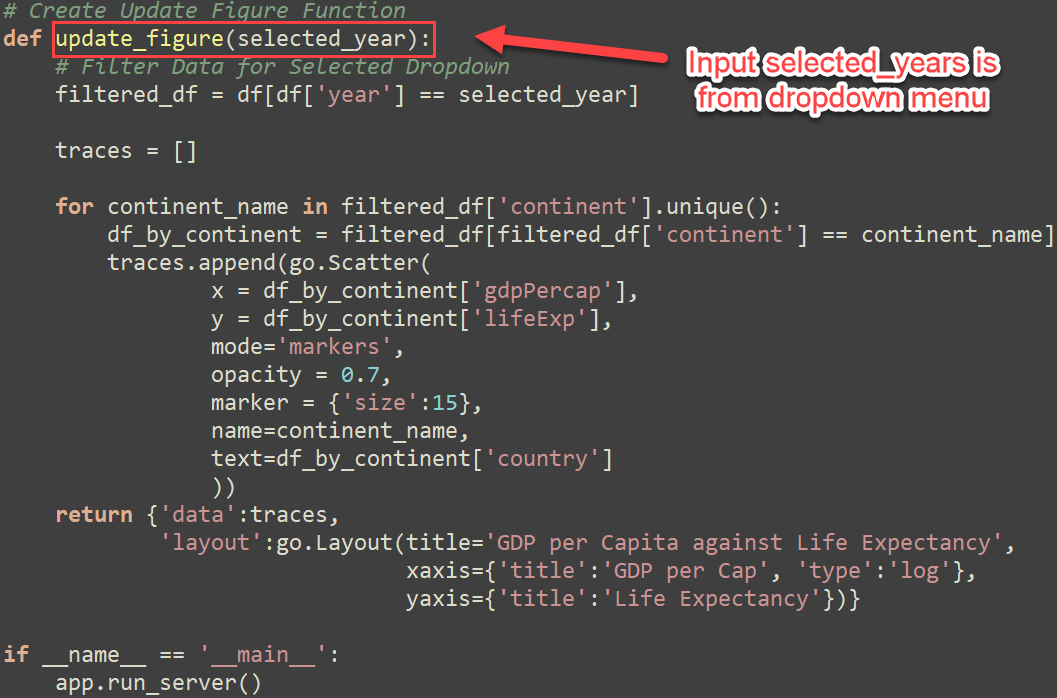 # Create Update Figure Function
def update_figure(selected_year):
    # Filter Data for Selected Dropdown
    filtered_df = df[df['year'] == selected_year]
Input selected_years is
from dropdown menu
    traces = []
    for continent_name in filtered_df['continent'].unique():
        df_by_continent = filtered_df[filtered_df['continent'] == continent_name]
        traces.append(go.Scatter(
                x = df_by_continent['gdpPercap'],
                y = df_by_continent['lifeExp'],
                mode='markers',
                opacity = 0.7,
                marker = {'size':15},
                name=continent_name,
                text=df_by_continent['country']
                ))
    return {'data':traces,
            'layout':go.Layout(title='GDP per Capita against Life Expectancy',
                               xaxis={'title':'GDP per Cap', 'type':'log'},
                               yaxis={'title':'Life Expectancy'})}
if __name__ == '__main__':
    app.run_server()